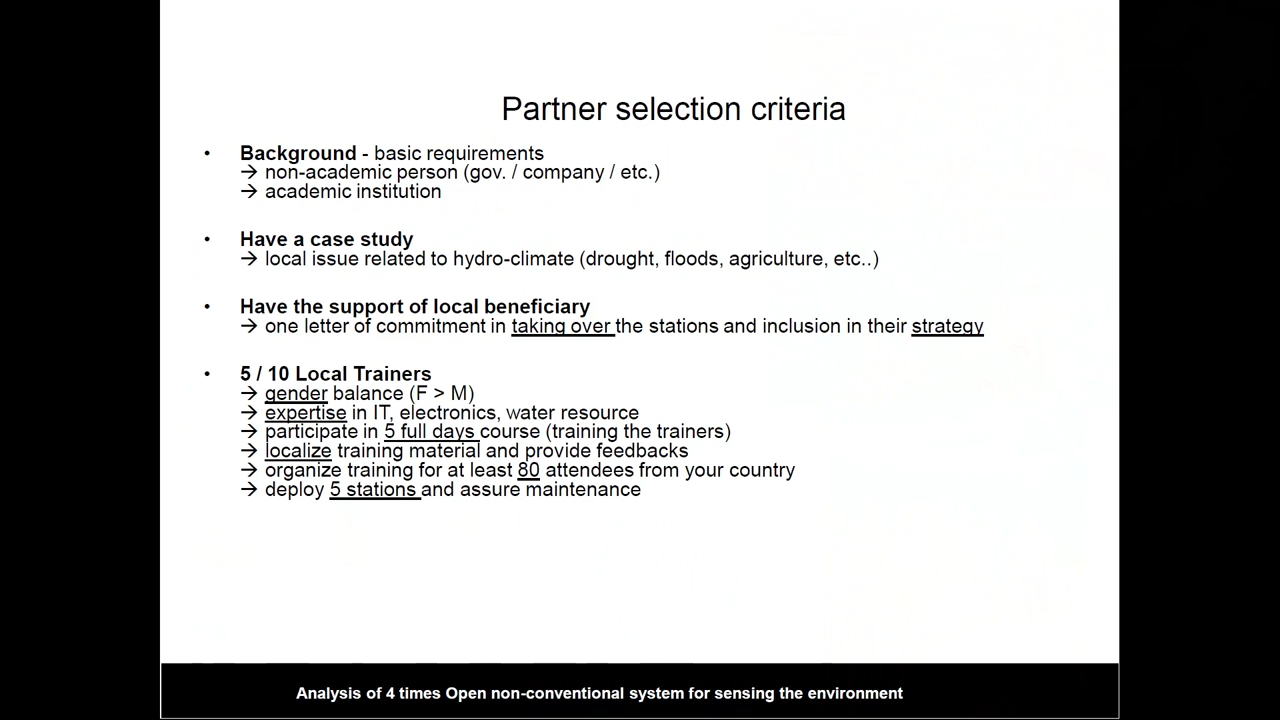 Partner selection criteria
• Background - basic requirements
→ non-academic person (gov. / company / etc.)
→ academic institution
• Have a case study
→ local issue related to hydro-climate (drought, floods, agriculture, etc..)
• Have the support of local beneficiary
→ one letter of commitment in taking over the stations and inclusion in their strategy
• 5 / 10 Local Trainers
→ gender balance (F > M)
→ expertise in IT, electronics, water resource
→ participate in 5 full days course (training the trainers)
→ localize training material and provide feedbacks
→ organize training for at least 80 attendees from your country
→ deploy 5 stations and assure maintenance
Analysis of 4 times Open non-conventional system for sensing the environment